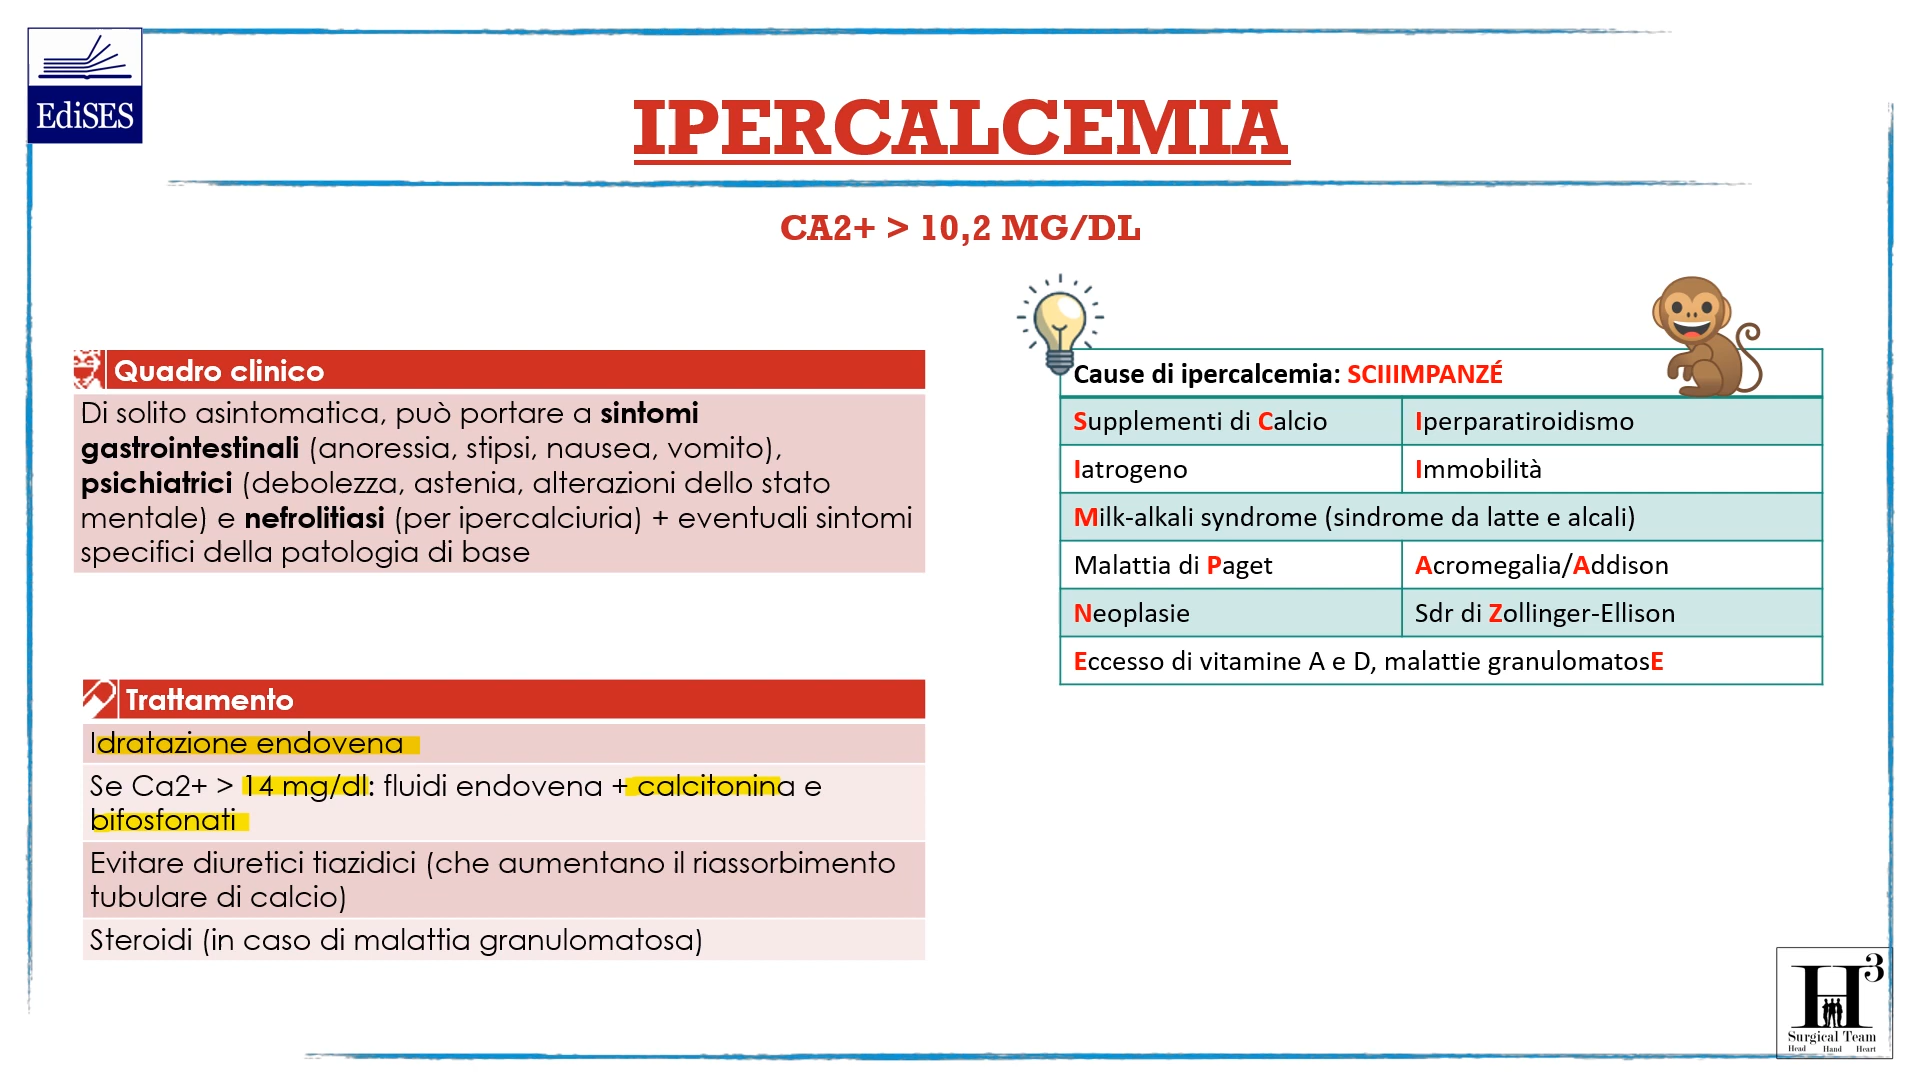 EdiSES
IPERCALCEMIA
CA2+ > 10,2 MG/DL
Quadro clinico
Di solito asintomatica, può portare a sintomi
gastrointestinali (anoressia, stipsi, nausea, vomito),
psichiatrici (debolezza, astenia, alterazioni dello stato
mentale) e nefrolitiasi (per ipercalciuria) + eventuali sintomi
specifici della patologia di base
Trattamento
Idratazione endovena
Se Ca2+ > 14 mg/dl: fluidi endovena + calcitonina e
bifosfonati
Evitare diuretici tiazidici (che aumentano il riassorbimento
tubulare di calcio)
Steroidi (in caso di malattia granulomatosa)
Cause di ipercalcemia: SCIIIMPANZÉ
Supplementi di Calcio
Iperparatiroidismo
Iatrogeno
Immobilità
Milk-alkali syndrome (sindrome da latte e alcali)
Malattia di Paget
Acromegalia/Addison
Neoplasie
Sdr di Zollinger-Ellison
Eccesso di vitamine A e D, malattie granulomatosE
H3
Surgical Team
Head Hand Heart